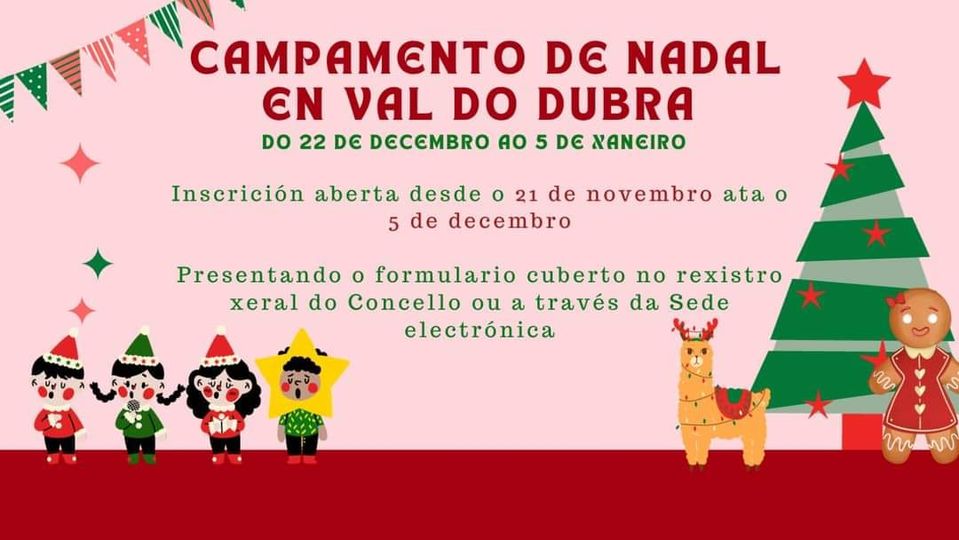 CAMPAMENTO DE NADAL
EN VAL DO DUBRA
DO 22 DE DECEMBRO AO 5 DE XANEIRO
Inscrición aberta desde o 21 de novembro ata o
5 de decembro
Presentando o formulario cuberto no rexistro
xeral do Concello ou a través da Sede
electrónica